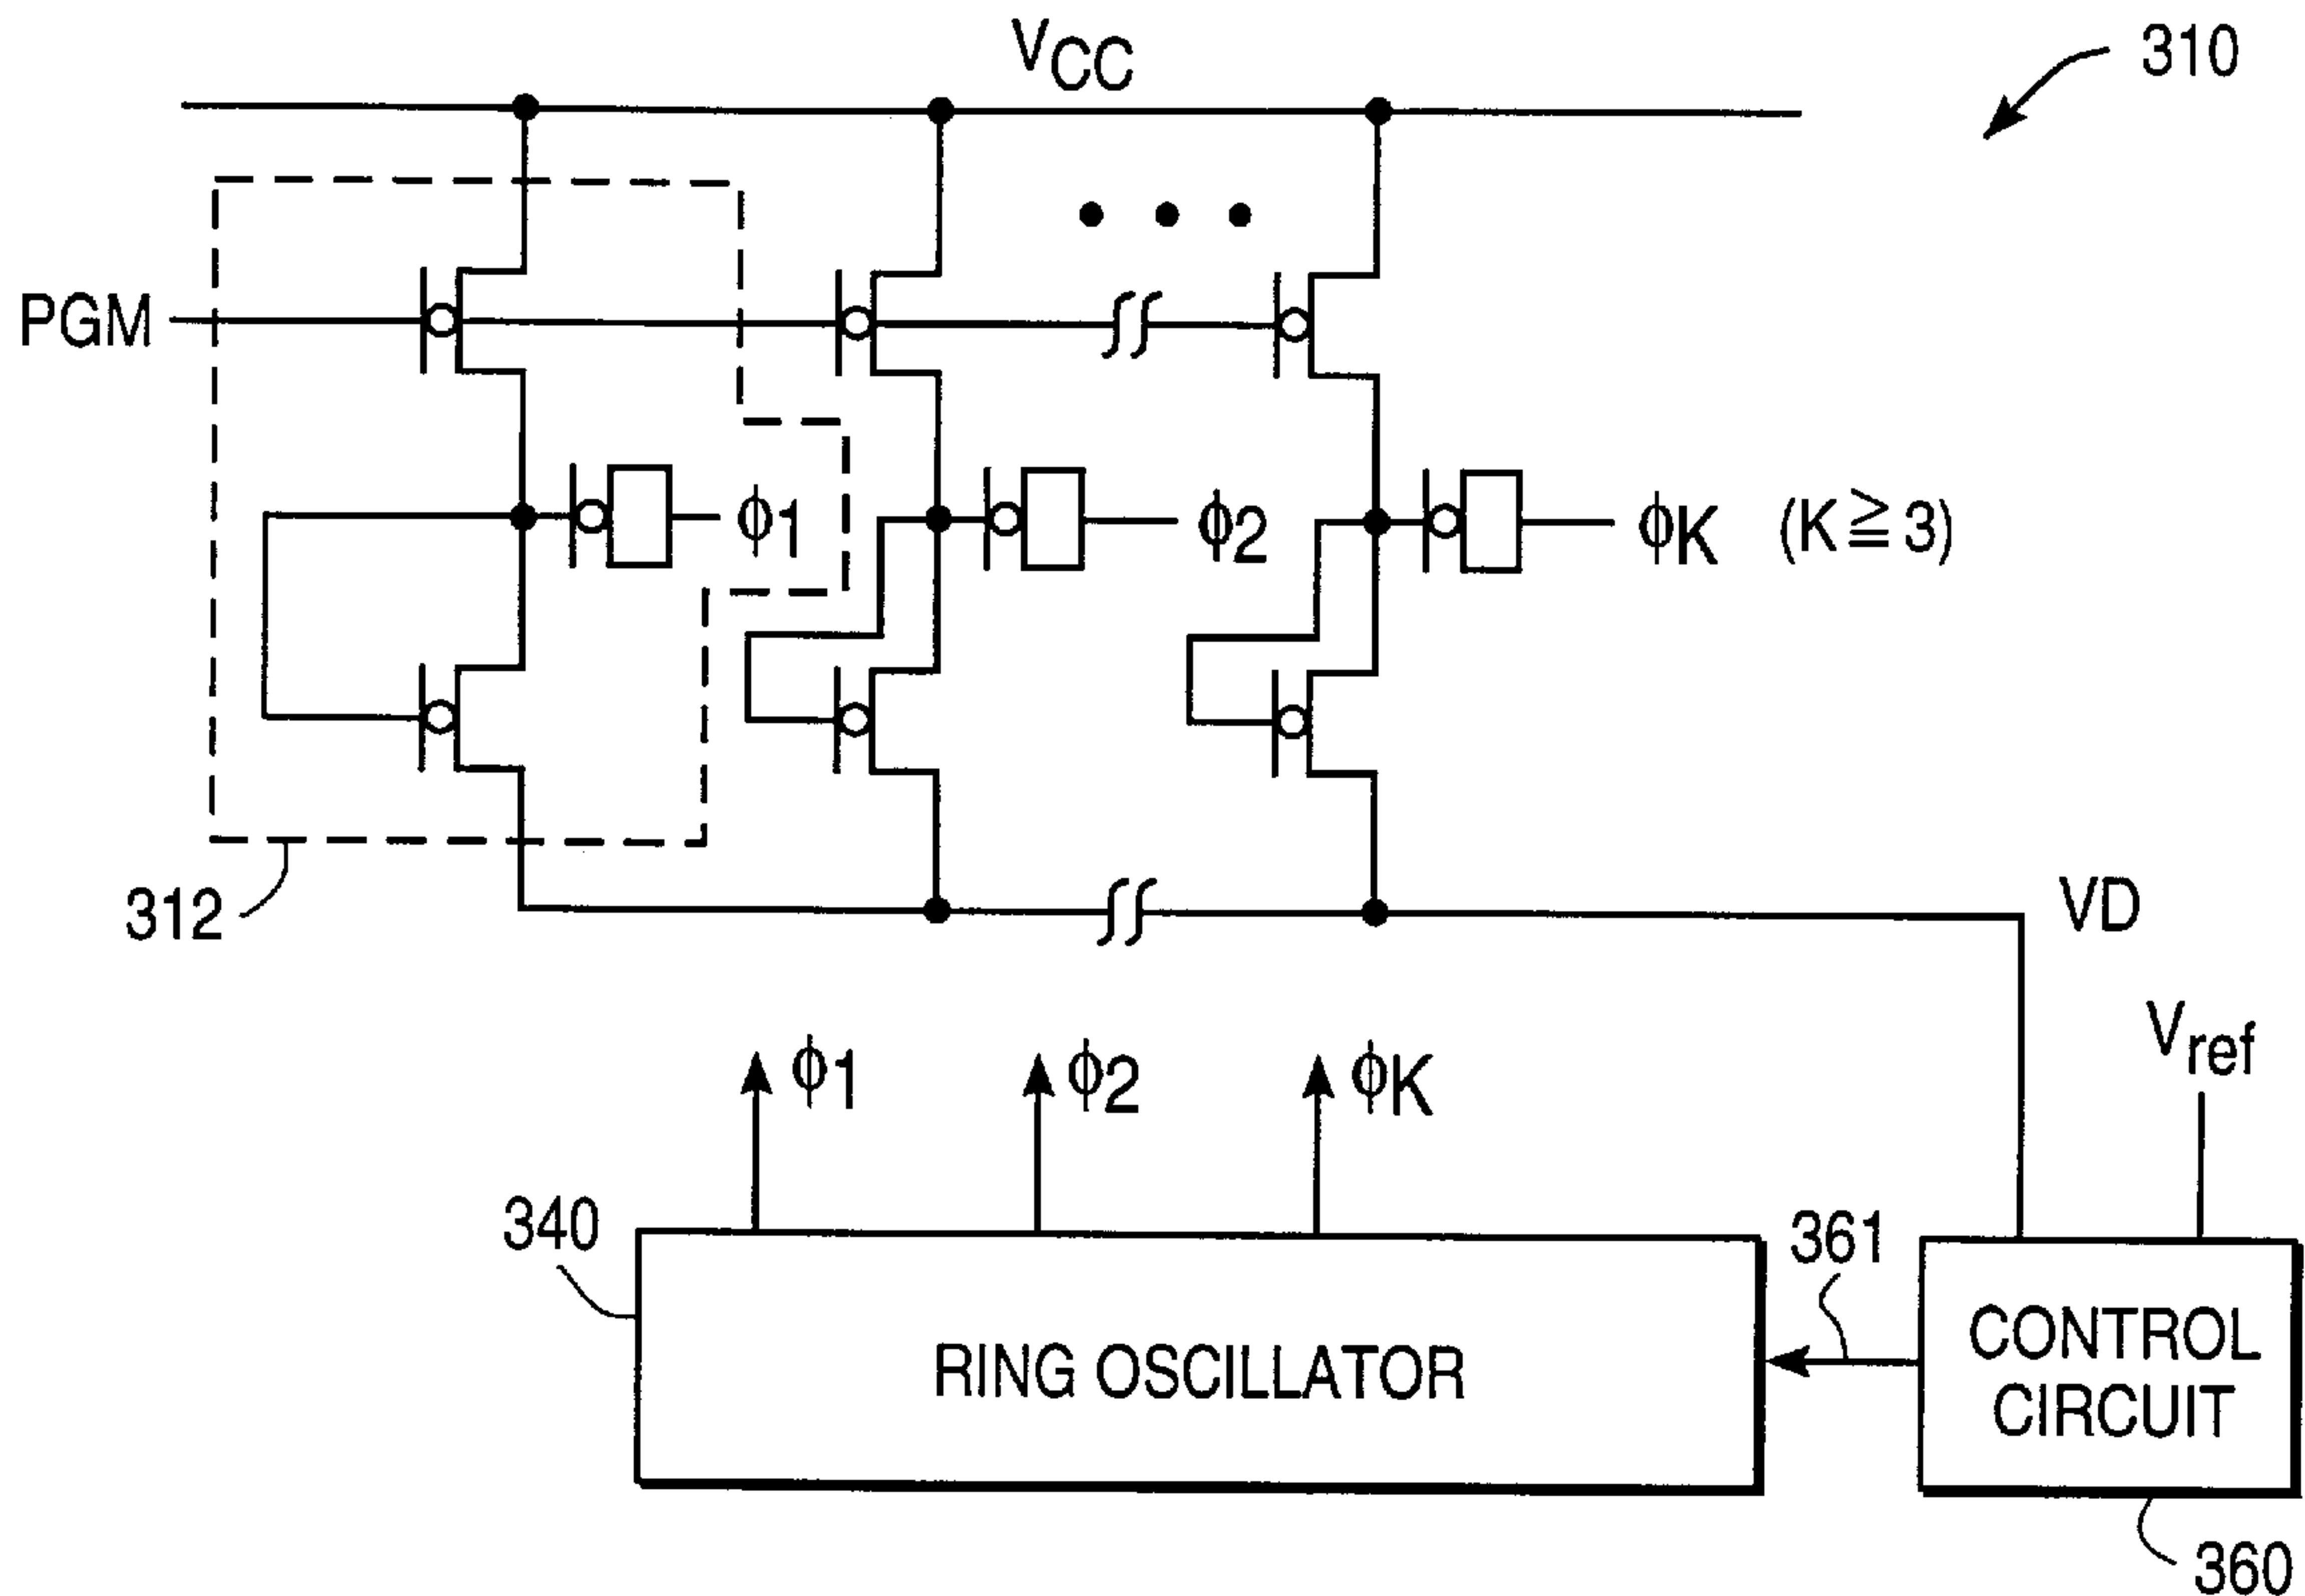 VCC
310
PGM
ϕ1
ϕ2
ϕK (K ≧ 3)
312
VD
Vref
ϕ1
ϕ2
ϕK
340
361
RING OSCILLATOR
CONTROL
CIRCUIT
360